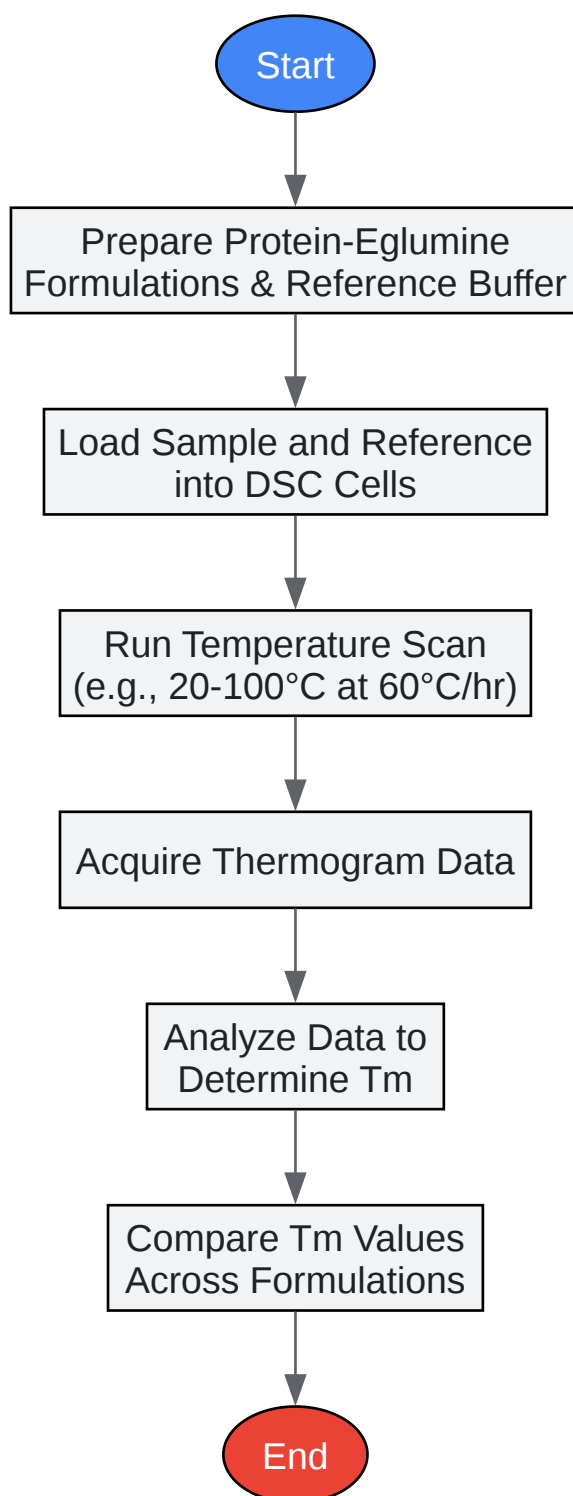 Start
Prepare Protein-Eglumine
Formulations & Reference Buffer
Load Sample and Reference
into DSC Cells
Run Temperature Scan
(e.g., 20-100°C at 60°C/hr)
Acquire Thermogram Data
Analyze Data to
Determine Tm
Compare Tm Values
Across Formulations
End